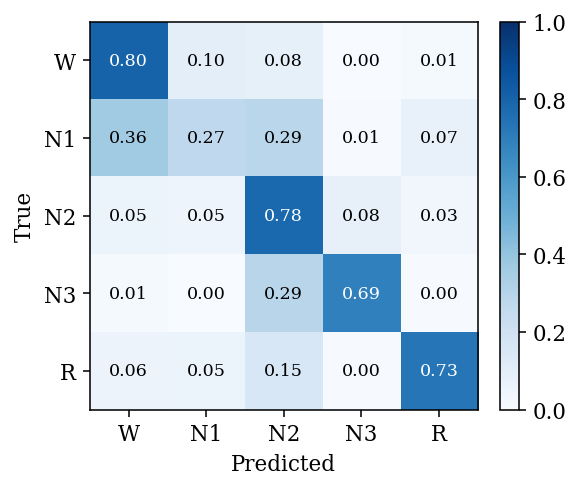 1.0
W 0.80 0.10 0.08 0.00 0.01
0.8
N1 0.36 0.27 0.29 0.01 0.07
0.6
True
N2 0.05 0.05 0.78 0.08 0.03
0.4
N3 0.01 0.00 0.29 0.69 0.00
0.2
R 0.06 0.05 0.15 0.00 0.73
0.0
W N1 N2 N3 R
Predicted